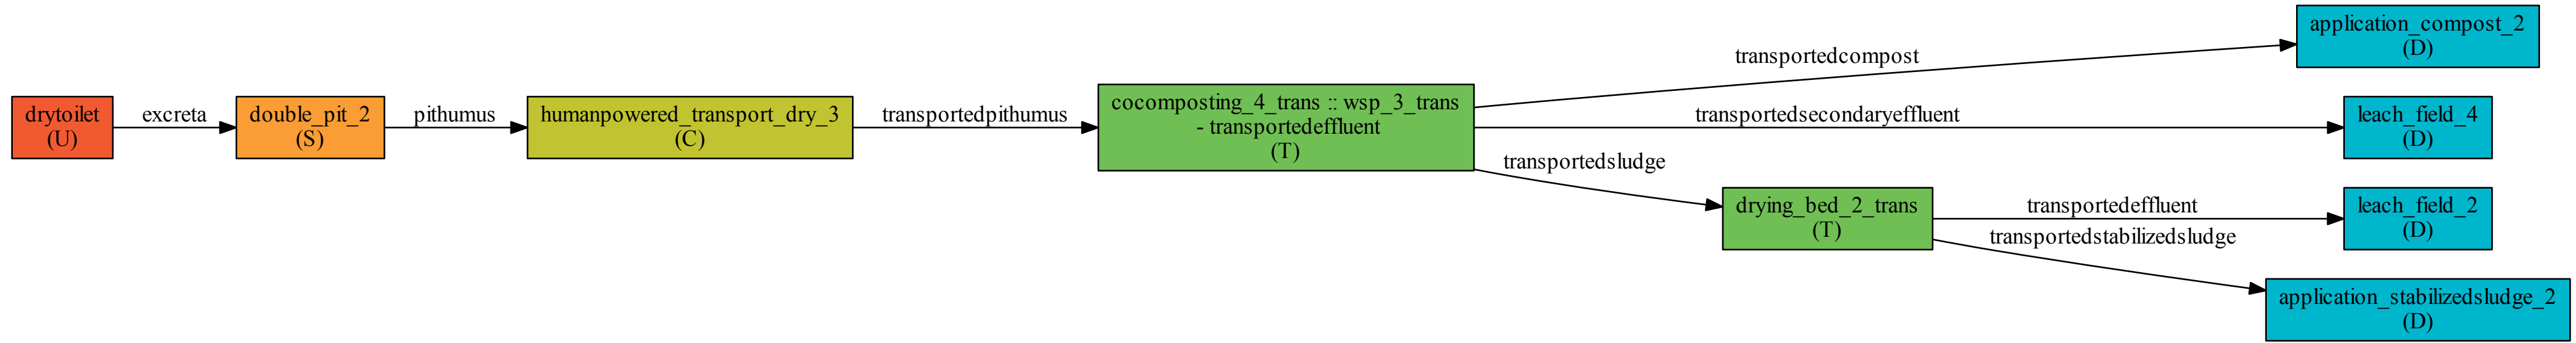 drytoilet
(U)
excreta
double_pit_2
(S)
pithumus
humanpowered_transport_dry_3
(C)
transportedpithumus
cocomposting_4_trans :: wsp_3_trans
- transportedeffluent
(T)
transportedcompost
application_compost_2
(D)
transportedsecondaryeffluent
leach_field_4
(D)
transportedsludge
drying_bed_2_trans
(T)
transportedeffluent
leach_field_2
(D)
transportedstabilizedsludge
application_stabilizedsludge_2
(D)